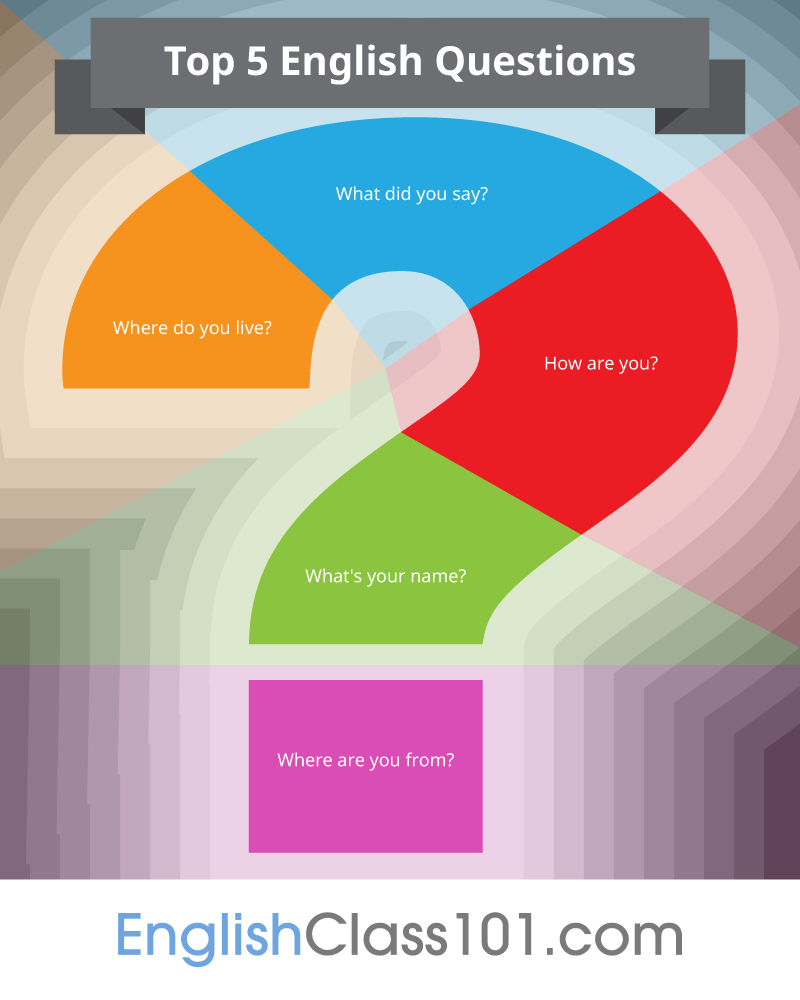 Top 5 English Questions
What did you say?
Where do you live?
How are you?
What's your name?
Where are you from?
EnglishClass101.com